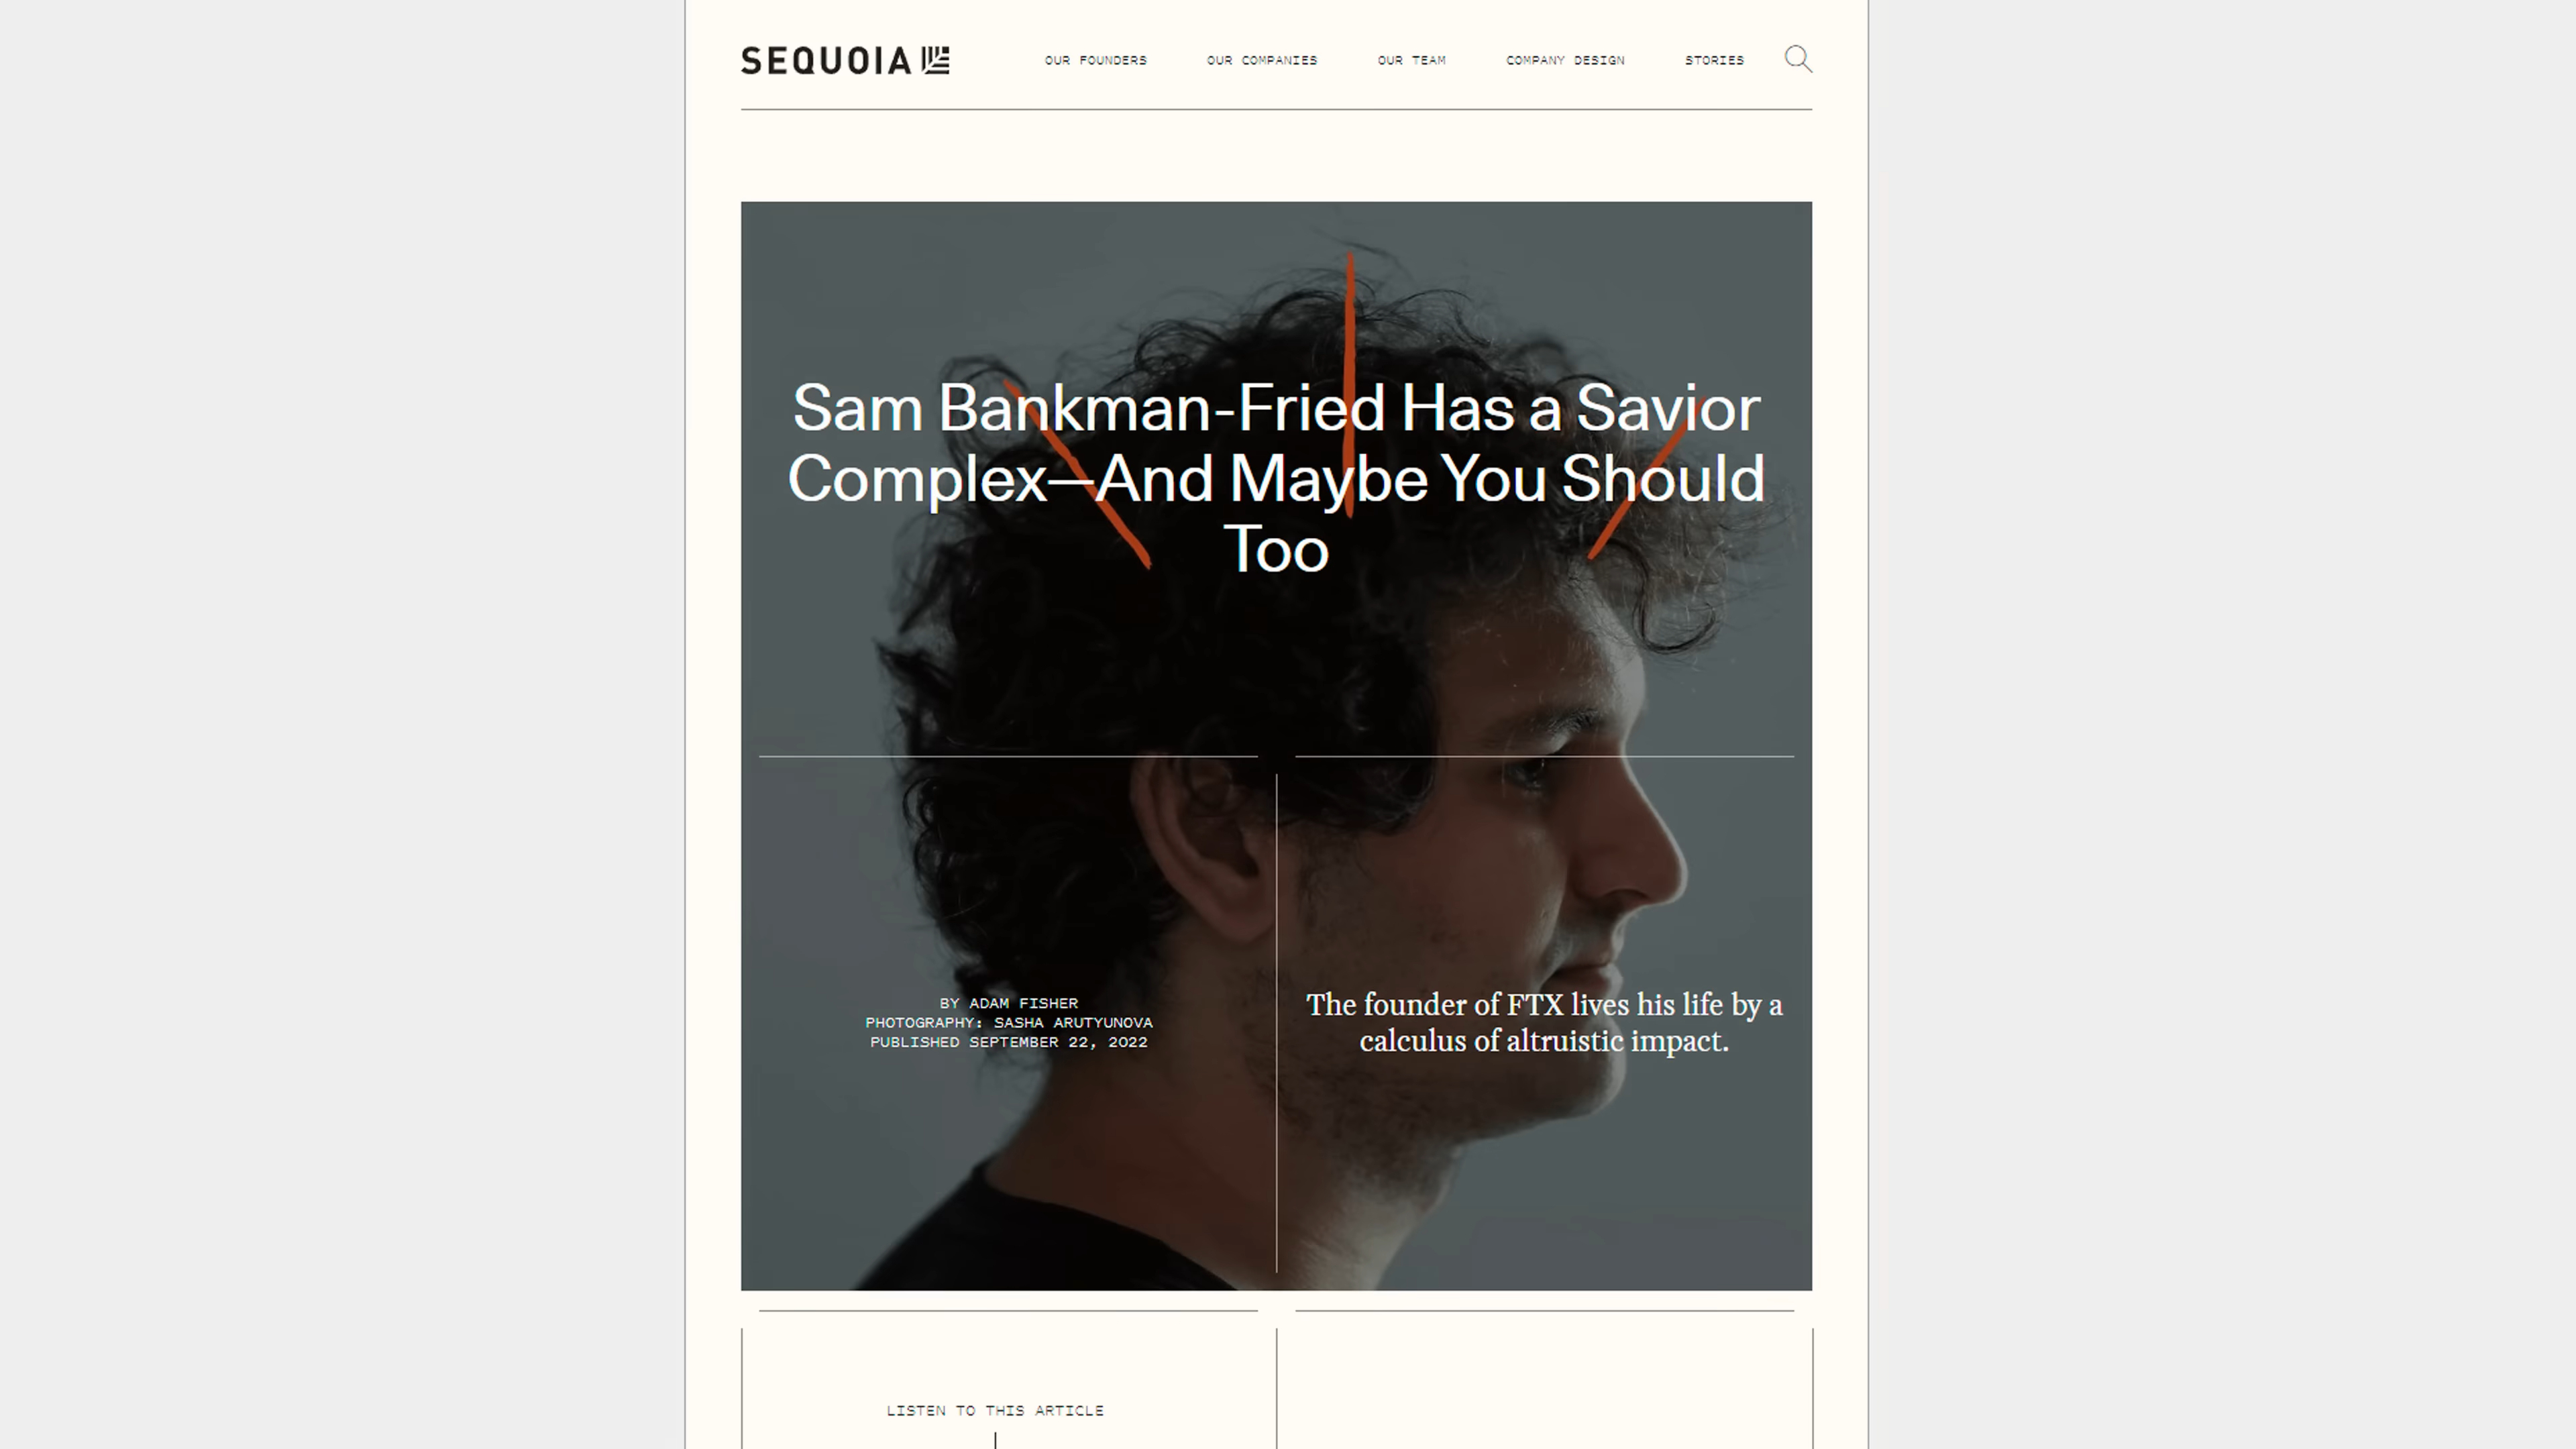 SEQUOIA
OUR FOUNDERS OUR COMPANIES OUR TEAM COMPANY DESIGN STORIES
Sam Bankman-Fried Has a Savior
Complex—And Maybe You Should
Too
BY ADAM FISHER
PHOTOGRAPHY: SASHA ARUTYUNOVA
PUBLISHED SEPTEMBER 22, 2022
The founder of FTX lives his life by a
calculus of altruistic impact.
LISTEN TO THIS ARTICLE